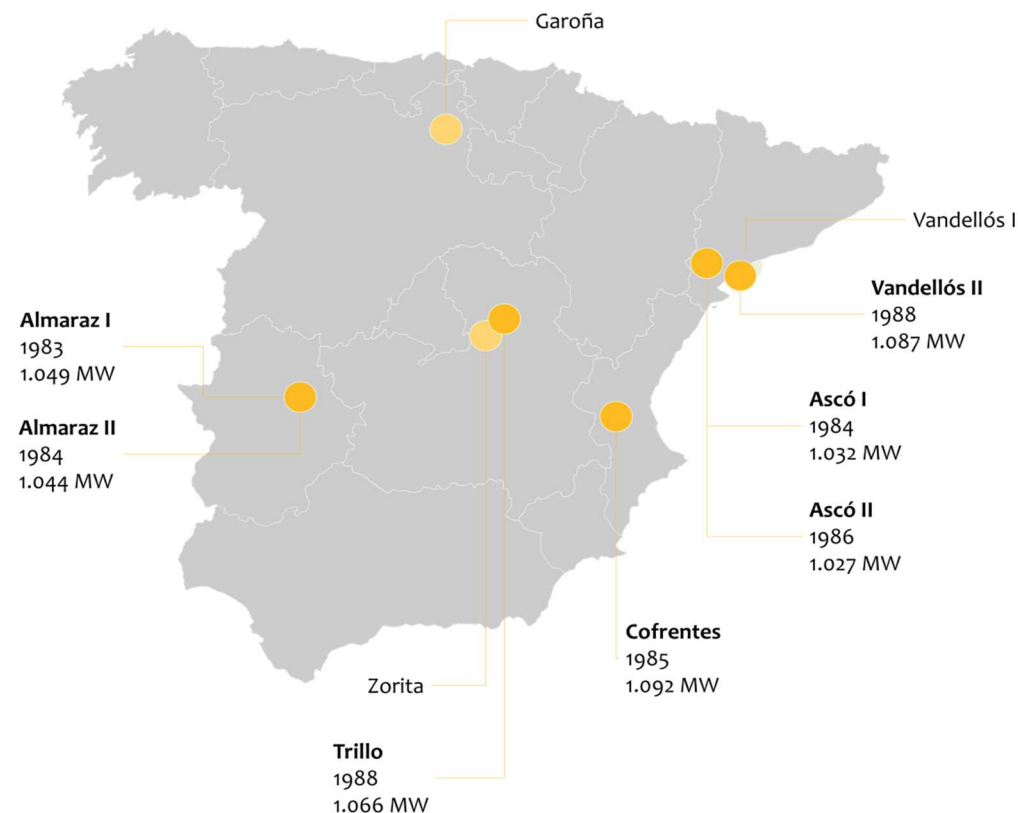 Garoña
Vandellós I
Vandellós II
1988
1.087 MW
Almaraz I
1983
1.049 MW
Almaraz II
1984
1.044 MW
Ascó I
1984
1.032 MW
Ascó II
1986
1.027 MW
Cofrentes
1985
1.092 MW
Zorita
Trillo
1988
1.066 MW